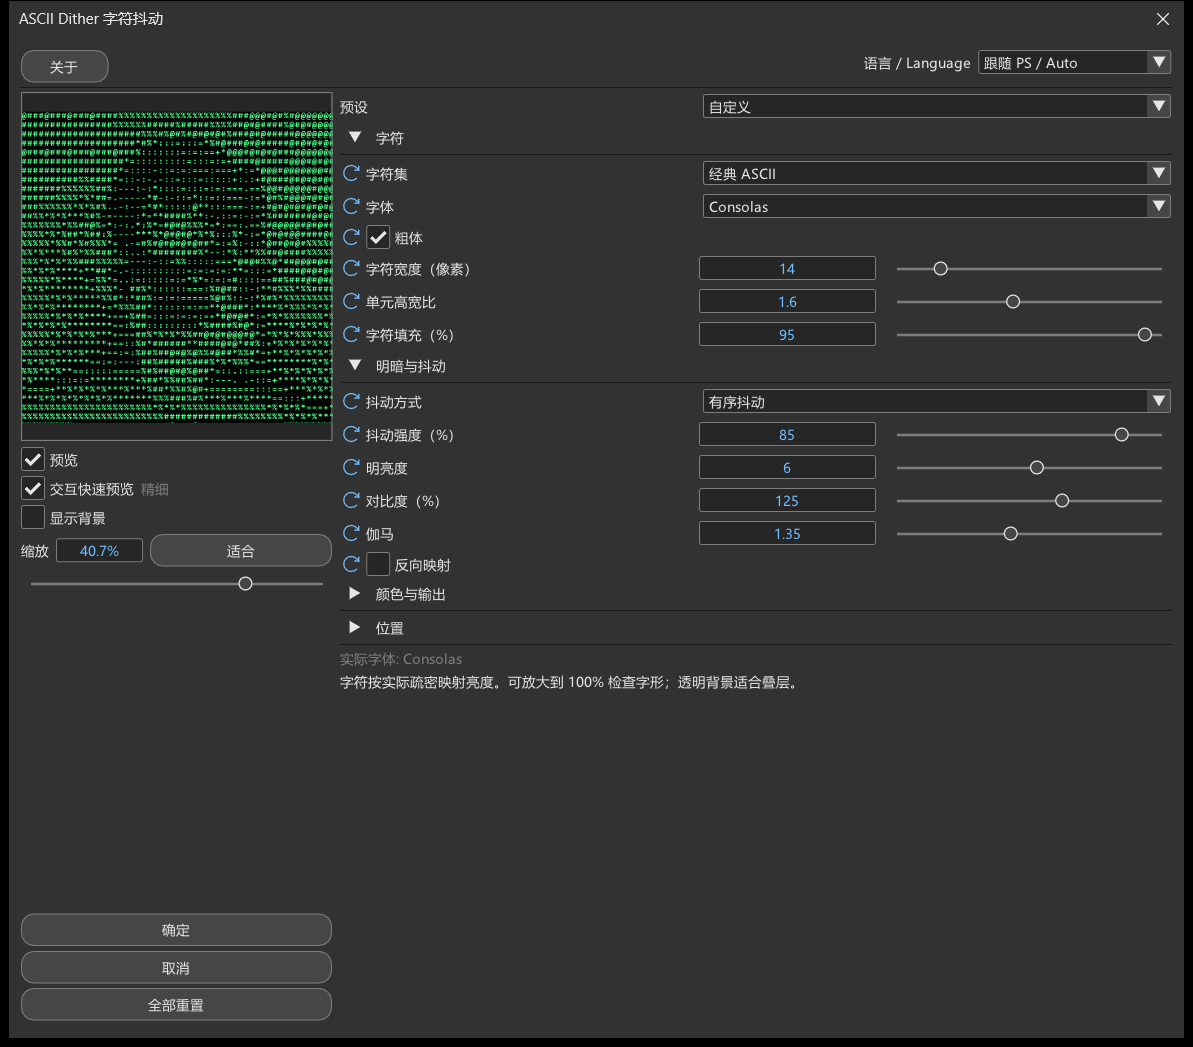 ASCII Dither 字符抖动
关于
语言 / Language 跟随 PS / Auto
预设 自定义
字符
字符集 经典 ASCII
字体 Consolas
粗体
字符宽度（像素） 14
单元高宽比 1.6
字符填充（%） 95
明暗与抖动
抖动方式 有序抖动
抖动强度（%） 85
明亮度 6
对比度（%） 125
伽马 1.35
反向映射
颜色与输出
位置
实际字体: Consolas
字符按实际疏密映射亮度。可放大到 100% 检查字形；透明背景适合叠层。
预览
交互快速预览 精细
显示背景
缩放 40.7% 适合
确定
取消
全部重置